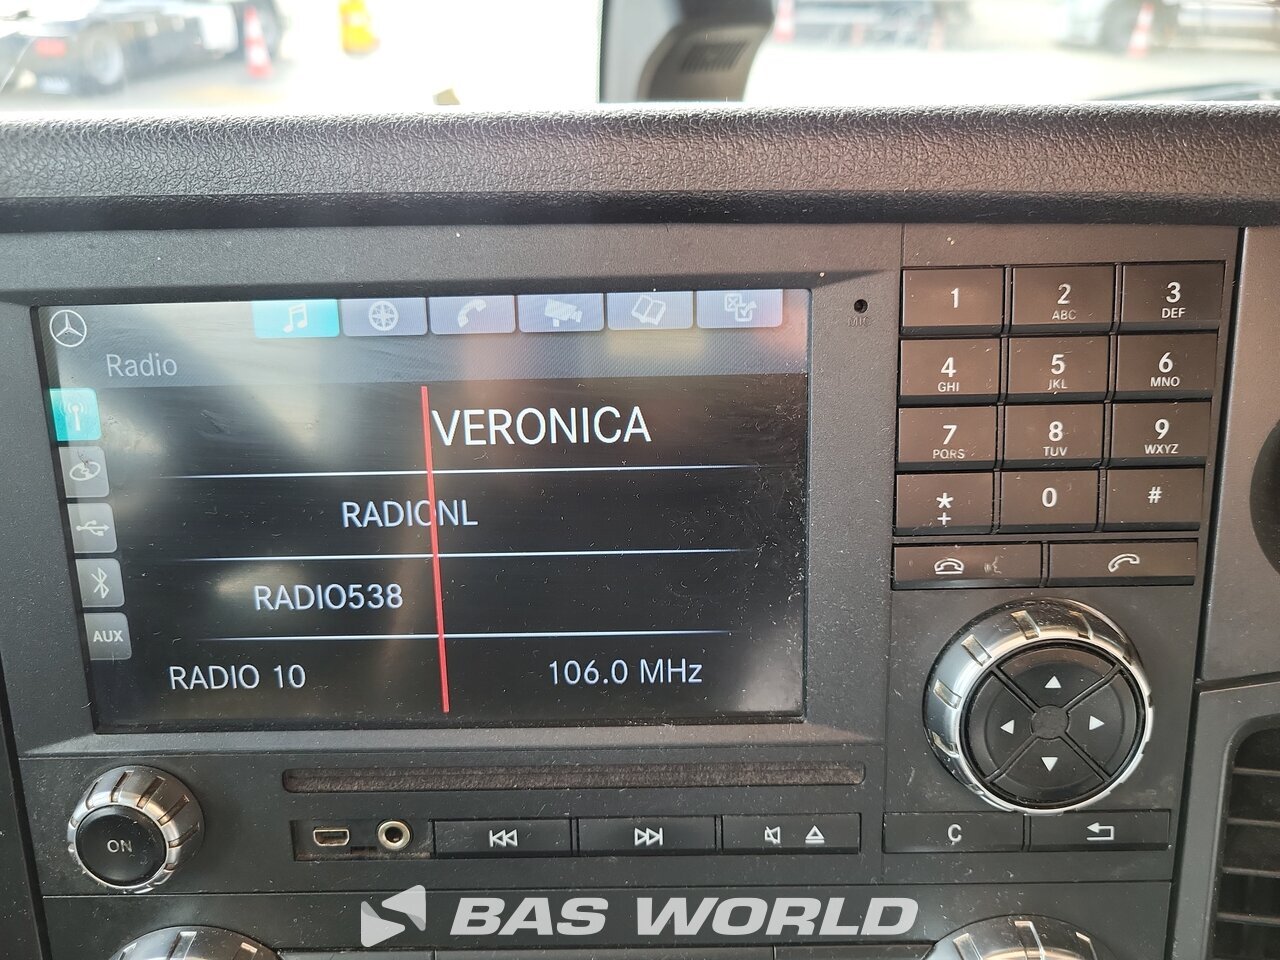 Radio
VERONICA
RADIONL
RADIO538
RADIO 10
106.0 MHz
AUX
MIC
1
2
ABC
3
DEF
4
GHI
5
JKL
6
MNO
7
PQRS
8
TUV
9
WXYZ
*
+
0
#
ON
Ç
BAS WORLD